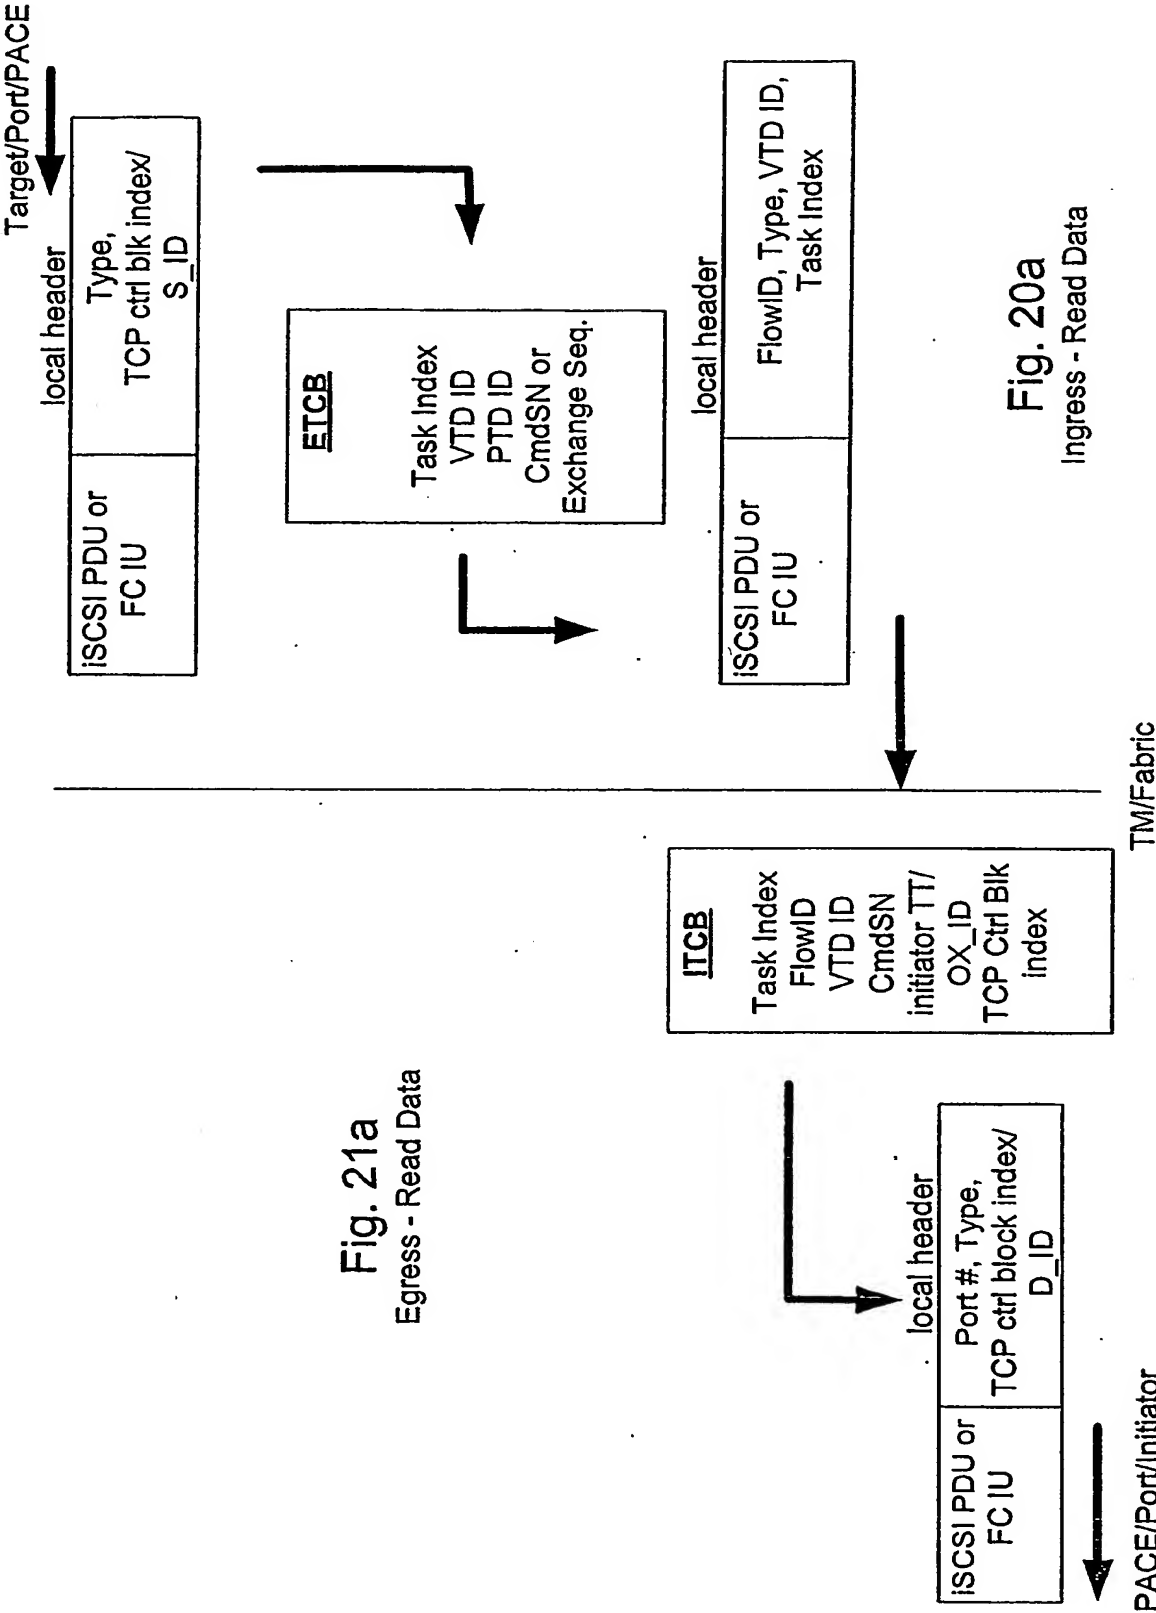 Target/Port/PACE
local header
iSCSI PDU or
FC IU
Type,
TCP ctrl blk index/
S_ID
ETCB
Task Index
VTD ID
PTD ID
CmdSN or
Exchange Seq.
local header
iSCSI PDU or
FC IU
FlowID, Type, VTD ID,
Task Index
Fig. 20a
Ingress - Read Data
TM/Fabric
Fig. 21a
Egress - Read Data
ITCB
Task Index
FlowID
VTD ID
CmdSN
initiator TT/
OX_ID
TCP Ctrl Blk
index
local header
iSCSI PDU or
FC IU
Port #, Type,
TCP ctrl block index/
D_ID
PACE/Port/Initiator